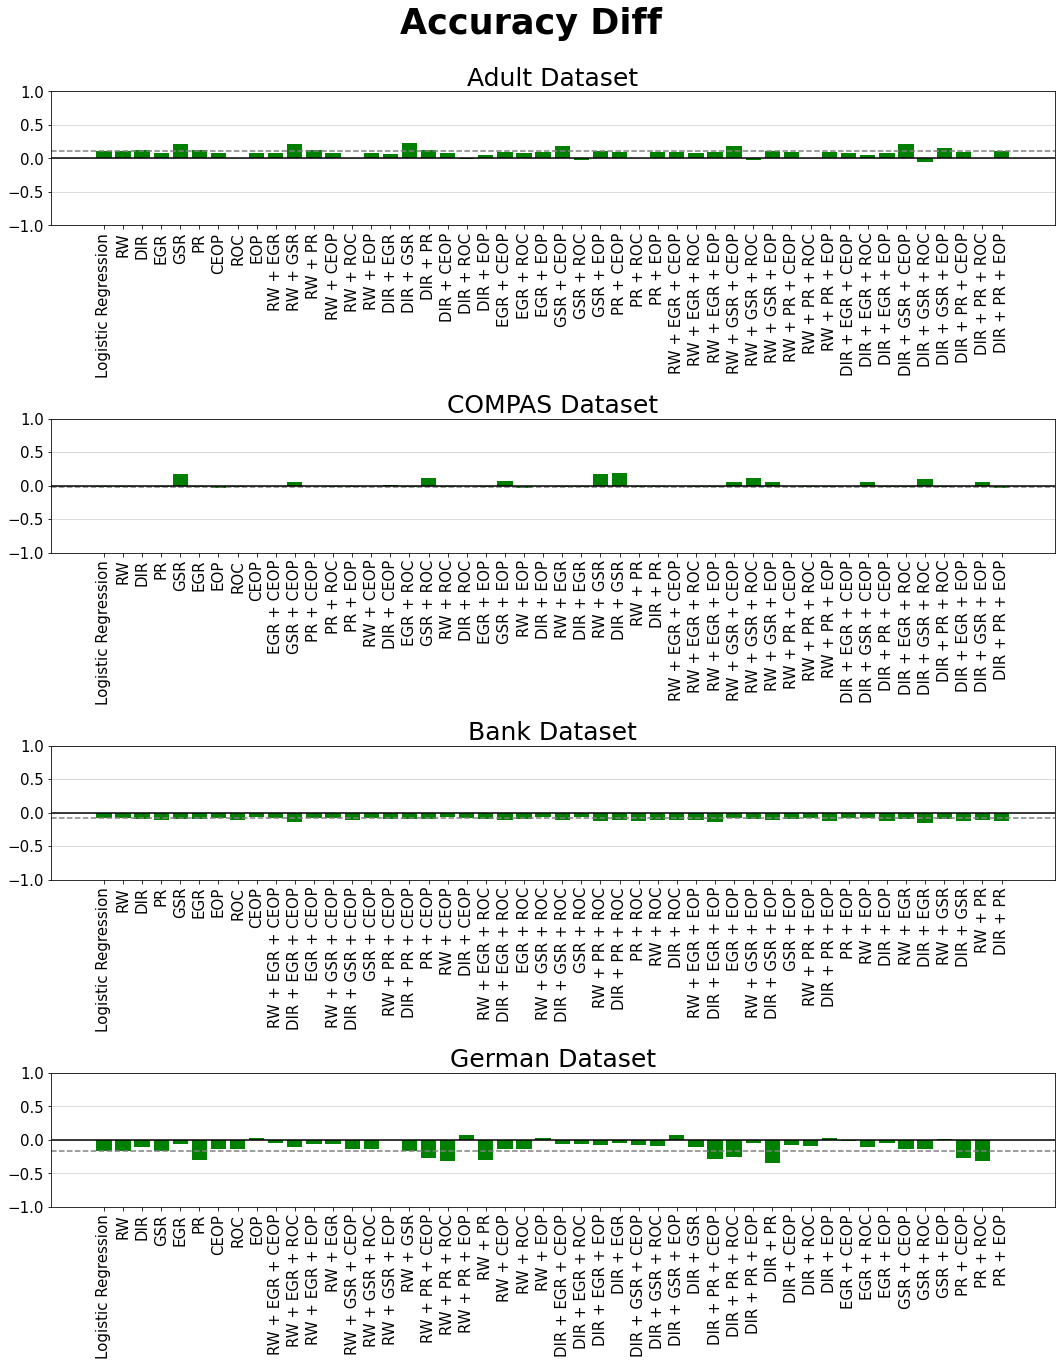 Accuracy Diff
Adult Dataset
1.0
0.5
0.0
−0.5
−1.0
Logistic Regression
RW
DIR
EGR
GSR
PR
CEOP
ROC
EOP
RW + EGR
RW + GSR
RW + PR
RW + CEOP
RW + ROC
RW + EOP
DIR + EGR
DIR + GSR
DIR + PR
DIR + CEOP
DIR + ROC
DIR + EOP
EGR + CEOP
EGR + ROC
EGR + EOP
GSR + CEOP
GSR + ROC
GSR + EOP
PR + CEOP
PR + ROC
PR + EOP
RW + EGR + CEOP
RW + EGR + ROC
RW + EGR + EOP
RW + GSR + CEOP
RW + GSR + ROC
RW + GSR + EOP
RW + PR + CEOP
RW + PR + ROC
RW + PR + EOP
DIR + EGR + CEOP
DIR + EGR + ROC
DIR + EGR + EOP
DIR + GSR + CEOP
DIR + GSR + ROC
DIR + GSR + EOP
DIR + PR + CEOP
DIR + PR + ROC
DIR + PR + EOP
COMPAS Dataset
1.0
0.5
0.0
−0.5
−1.0
Logistic Regression
RW
DIR
PR
GSR
EGR
EOP
ROC
CEOP
EGR + CEOP
GSR + CEOP
PR + CEOP
PR + ROC
PR + EOP
RW + CEOP
DIR + CEOP
EGR + ROC
GSR + ROC
RW + ROC
DIR + ROC
EGR + EOP
GSR + EOP
RW + EOP
DIR + EOP
RW + EGR
DIR + EGR
RW + GSR
DIR + GSR
RW + PR
DIR + PR
RW + EGR + CEOP
RW + EGR + ROC
RW + EGR + EOP
RW + GSR + CEOP
RW + GSR + ROC
RW + GSR + EOP
RW + PR + CEOP
RW + PR + ROC
RW + PR + EOP
DIR + EGR + CEOP
DIR + GSR + CEOP
DIR + PR + CEOP
DIR + EGR + ROC
DIR + GSR + ROC
DIR + PR + ROC
DIR + EGR + EOP
DIR + GSR + EOP
DIR + PR + EOP
Bank Dataset
1.0
0.5
0.0
−0.5
−1.0
Logistic Regression
RW
DIR
PR
GSR
EGR
EOP
ROC
CEOP
RW + EGR + CEOP
DIR + EGR + CEOP
EGR + CEOP
RW + GSR + CEOP
DIR + GSR + CEOP
GSR + CEOP
RW + PR + CEOP
DIR + PR + CEOP
PR + CEOP
RW + CEOP
DIR + CEOP
RW + EGR + ROC
DIR + EGR + ROC
EGR + ROC
RW + GSR + ROC
DIR + GSR + ROC
GSR + ROC
RW + PR + ROC
DIR + PR + ROC
PR + ROC
RW + ROC
DIR + ROC
RW + EGR + EOP
DIR + EGR + EOP
EGR + EOP
RW + GSR + EOP
DIR + GSR + EOP
GSR + EOP
RW + PR + EOP
DIR + PR + EOP
PR + EOP
RW + EOP
DIR + EOP
RW + EGR
DIR + EGR
RW + GSR
DIR + GSR
RW + PR
DIR + PR
German Dataset
1.0
0.5
0.0
−0.5
−1.0
Logistic Regression
RW
DIR
GSR
EGR
PR
CEOP
ROC
EOP
RW + EGR + CEOP
RW + EGR + ROC
RW + EGR + EOP
RW + EGR
RW + GSR + CEOP
RW + GSR + ROC
RW + GSR + EOP
RW + GSR
RW + PR + CEOP
RW + PR + ROC
RW + PR + EOP
RW + PR
RW + CEOP
RW + ROC
RW + EOP
DIR + EGR + CEOP
DIR + EGR + ROC
DIR + EGR + EOP
DIR + EGR
DIR + GSR + CEOP
DIR + GSR + ROC
DIR + GSR + EOP
DIR + GSR
DIR + PR + CEOP
DIR + PR + ROC
DIR + PR + EOP
DIR + PR
DIR + CEOP
DIR + ROC
DIR + EOP
EGR + CEOP
EGR + ROC
EGR + EOP
GSR + CEOP
GSR + ROC
GSR + EOP
PR + CEOP
PR + ROC
PR + EOP